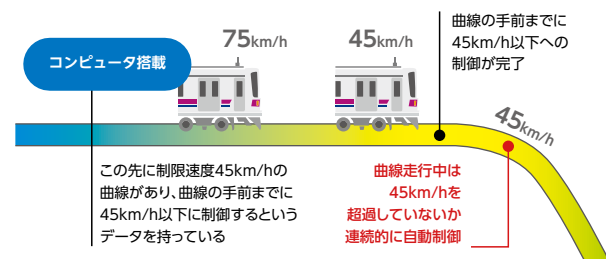 コンピュータ搭載
75km/h
45km/h
曲線の手前までに
45km/h以下への
制御が完了
45km/h
この先に制限速度45km/hの
曲線があり、曲線の手前までに
45km/h以下に制御するという
データを持っている
曲線走行中は
45km/hを
超過していないか
連続的に自動制御